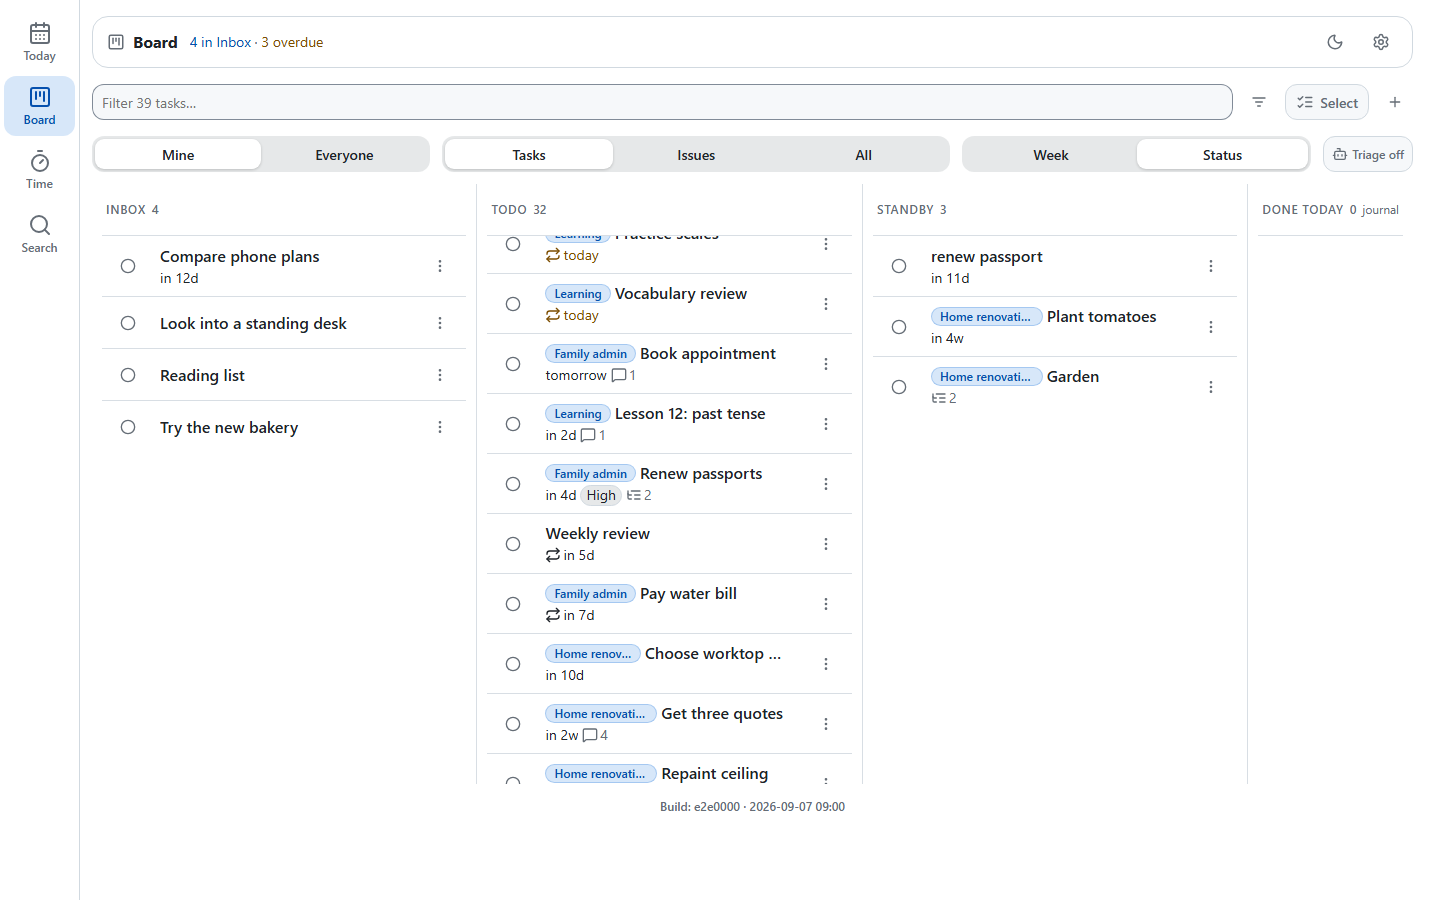 Today
Board
Time
Search
Board 4 in Inbox · 3 overdue
Filter 39 tasks...
Select
Mine
Everyone
Tasks
Issues
All
Week
Status
Triage off
INBOX 4
Compare phone plans
in 12d
Look into a standing desk
Reading list
Try the new bakery
TODO 32
Learning Practice scales
today
Learning Vocabulary review
today
Family admin Book appointment
tomorrow 1
Learning Lesson 12: past tense
in 2d 1
Family admin Renew passports
in 4d High 2
Weekly review
in 5d
Family admin Pay water bill
in 7d
Home renov... Choose worktop ...
in 10d
Home renovati... Get three quotes
in 2w 4
Home renovati... Repaint ceiling
STANDBY 3
renew passport
in 11d
Home renovati... Plant tomatoes
in 4w
Home renovati... Garden
2
DONE TODAY 0 journal
Build: e2e0000 · 2026-09-07 09:00